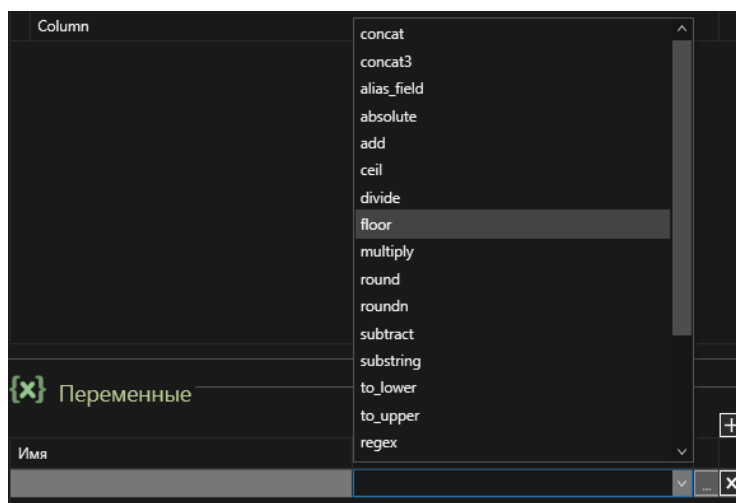 Column
concat
concat3
alias_field
absolute
add
ceil
divide
floor
multiply
round
roundn
subtract
substring
to_lower
to_upper
regex
{x} Переменные
Имя
...